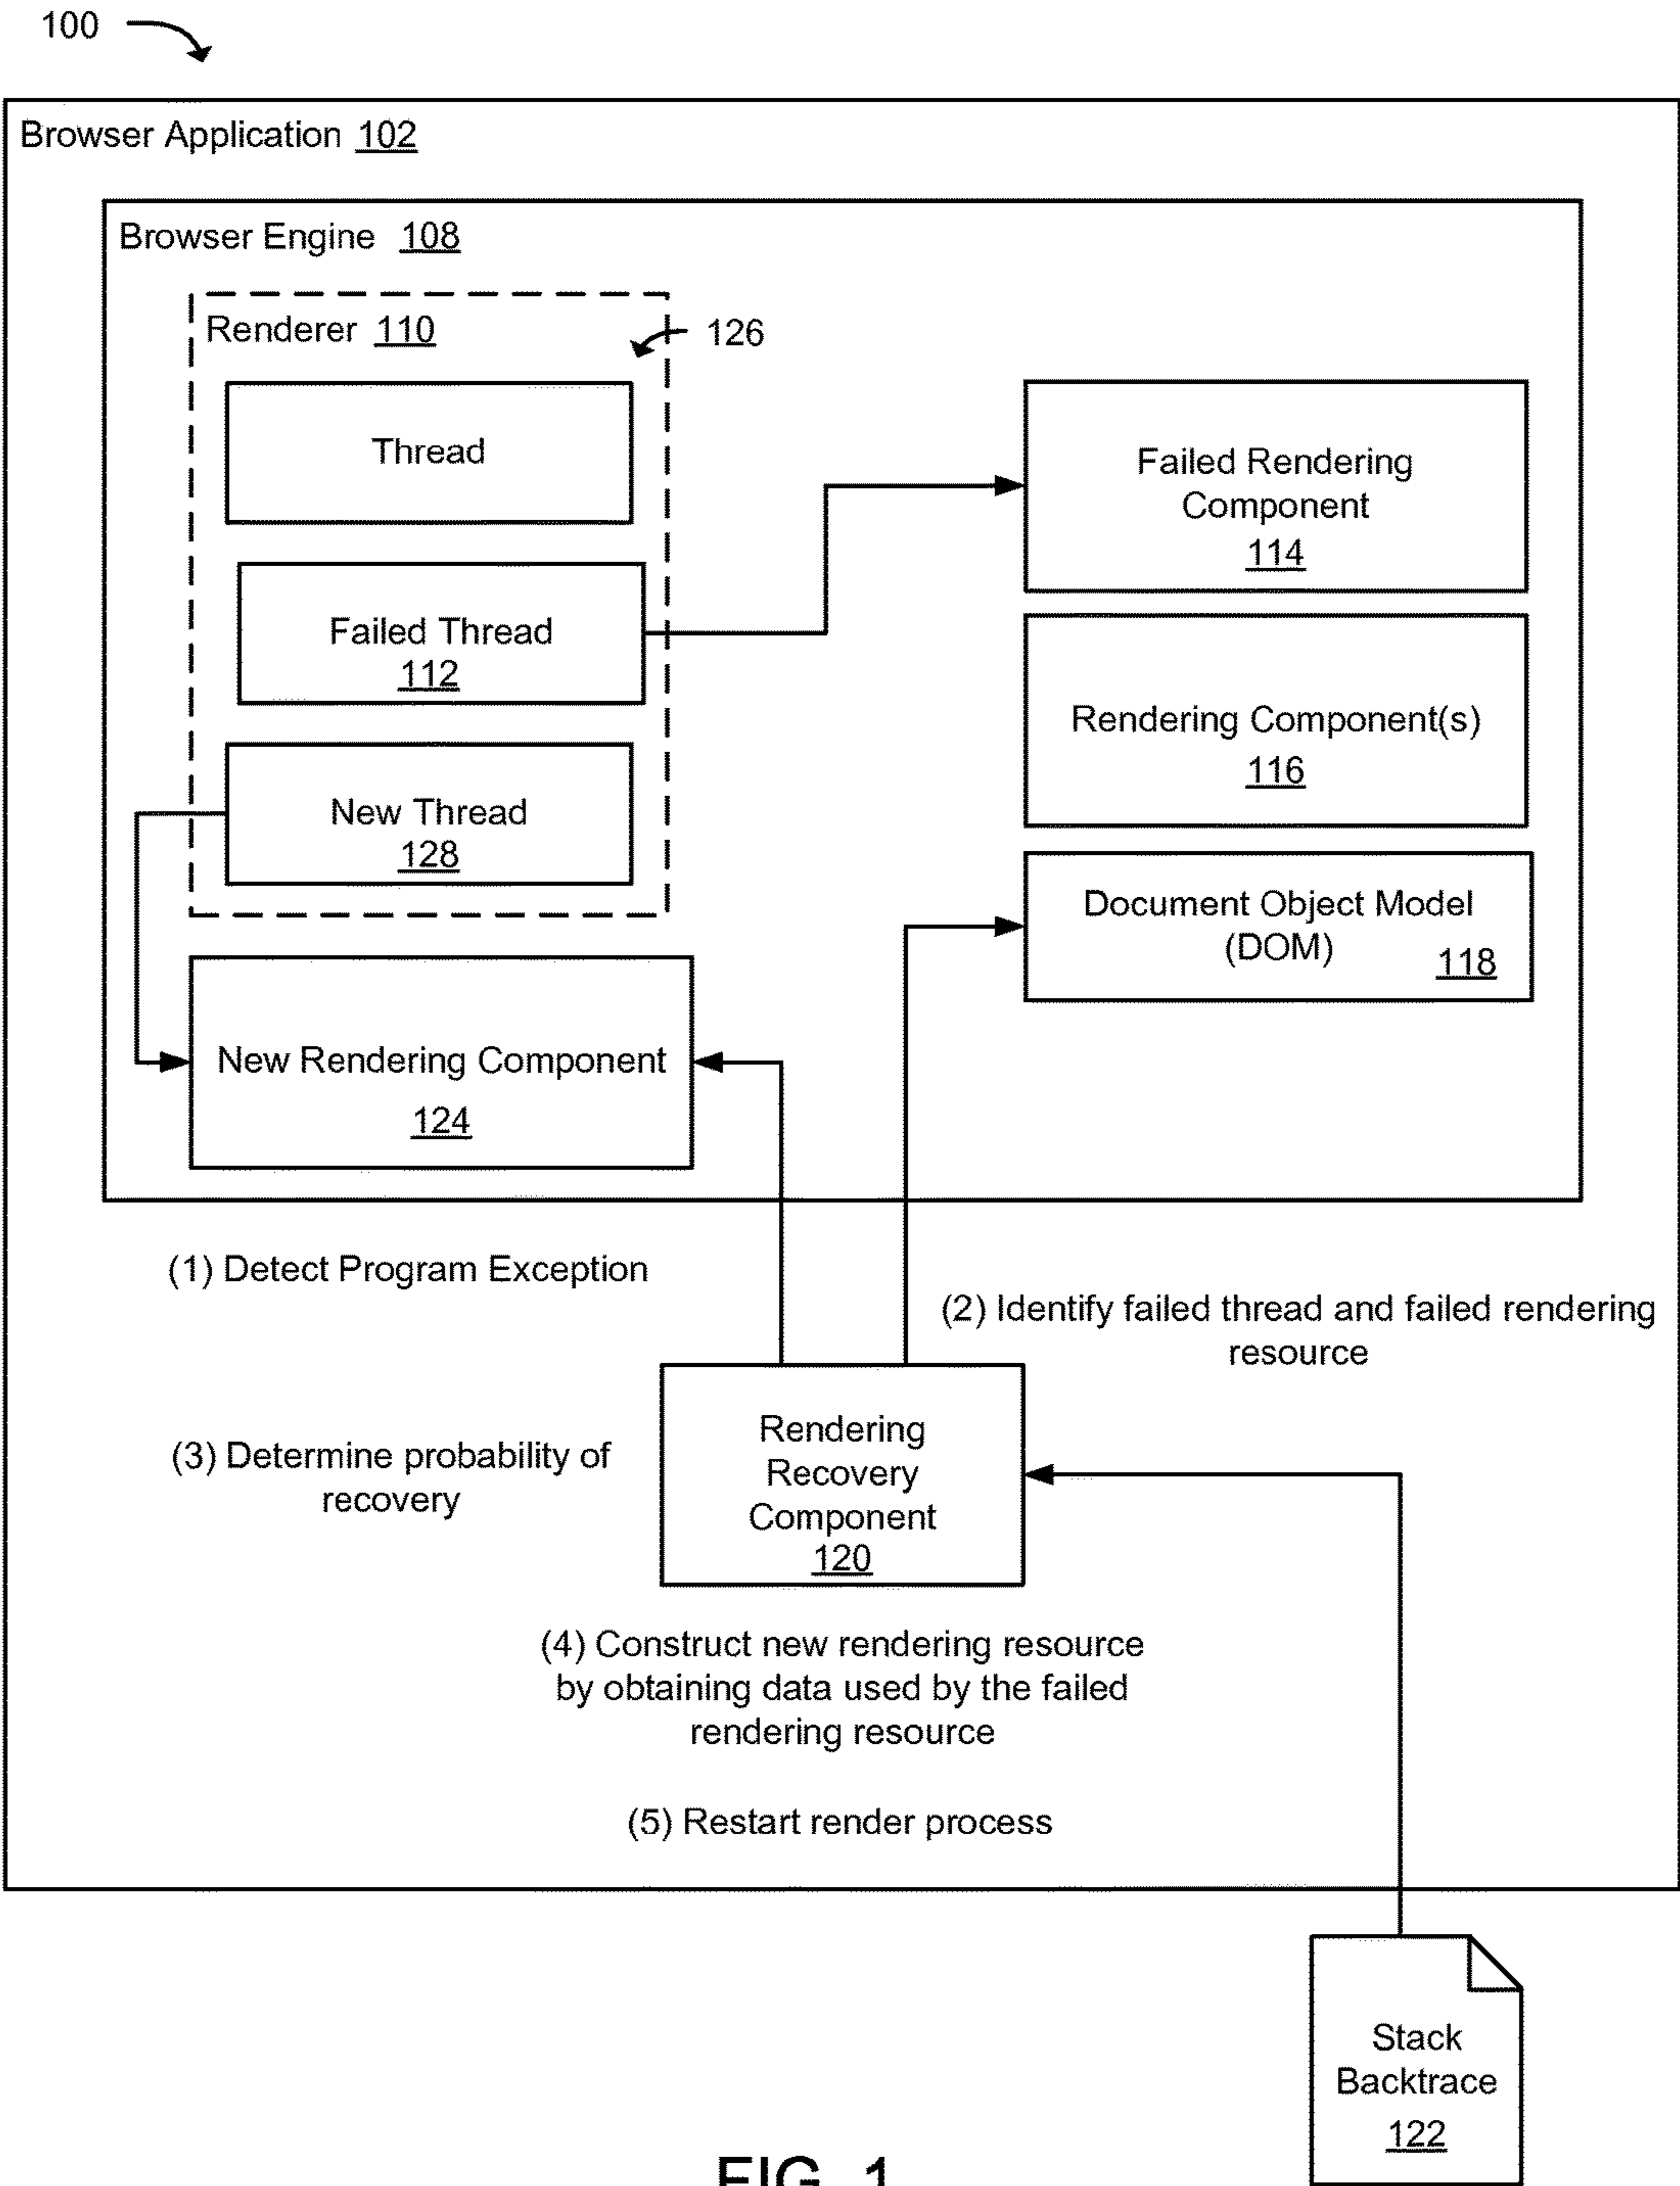 100
Browser Application 102
Browser Engine 108
Renderer 110
126
Thread
Failed Thread
112
New Thread
128
Failed Rendering
Component
114
Rendering Component(s)
116
Document Object Model
(DOM)
118
New Rendering Component
124
(1) Detect Program Exception
(2) Identify failed thread and failed rendering
resource
(3) Determine probability of
recovery
Rendering
Recovery
Component
120
(4) Construct new rendering resource
by obtaining data used by the failed
rendering resource
(5) Restart render process
Stack
Backtrace
122
FIG. 1